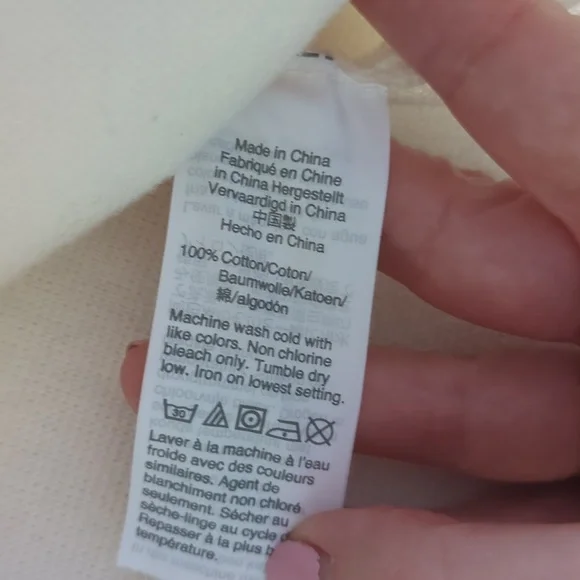 Made in China
Fabriqué en Chine
in China Hergestellt
Vervaardigd in China
中国製
Hecho en China
100% Cotton/Coton/
Baumwolle/Katoen/
綿/algodón
Machine wash cold with
like colors. Non chlorine
bleach only. Tumble dry
low. Iron on lowest setting.
30
Laver à la machine à l'eau
froide avec des couleurs
similaires. Agent de
blanchiment non chloré
seulement. Sécher au
sèche-linge au cycle
Repasser à la plus
température.